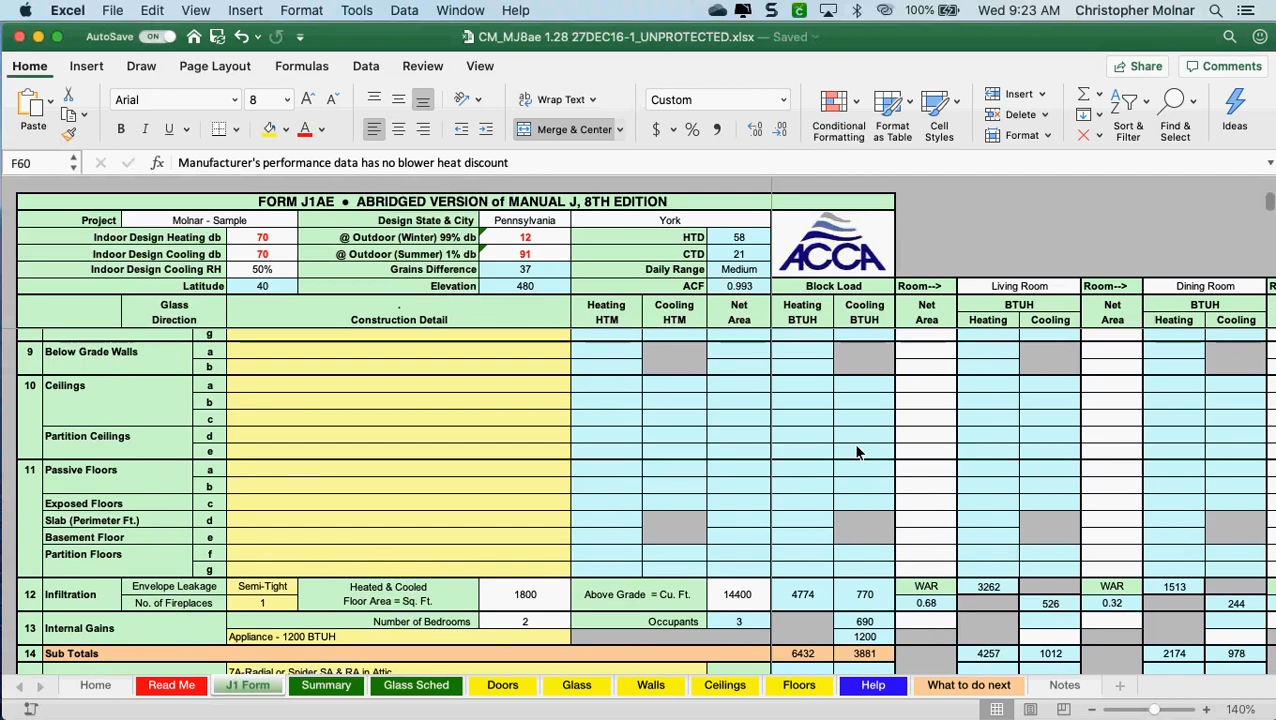 Excel File Edit View Insert Format Tools Data Window Help 100% Wed 9:23 AM Christopher Molnar
AutoSave ON CM_MJ8ae 1.28 27DEC16-1_UNPROTECTED.xlsx — Saved
Home Insert Draw Page Layout Formulas Data Review View Share Comments
Paste Arial 8 Wrap Text Custom Conditional Formatting Format as Table Cell Styles Insert Sort & Filter Find & Select Ideas
B I U Merge & Center $ % Delete
Format
F60 fx Manufacturer's performance data has no blower heat discount
FORM J1AE ● ABRIDGED VERSION of MANUAL J, 8TH EDITION
Project Molnar - Sample Design State & City Pennsylvania York
Indoor Design Heating db 70 @ Outdoor (Winter) 99% db 12 HTD 58
Indoor Design Cooling db 70 @ Outdoor (Summer) 1% db 91 CTD 21 ACCA
Indoor Design Cooling RH 50% Grains Difference 37 Daily Range Medium
Latitude 40 Elevation 480 ACF 0.993 Block Load Room--> Living Room Room--> Dining Room
Glass . Heating Cooling Net Heating Cooling Net BTUH Net BTUH
Direction Construction Detail HTM HTM Area BTUH BTUH Area Heating Cooling Area Heating Cooling
g
9 Below Grade Walls a
b
10 Ceilings a
b
c
Partition Ceilings d
e
11 Passive Floors a
b
Exposed Floors c
Slab (Perimeter Ft.) d
Basement Floor e
Partition Floors f
g
12 Infiltration Envelope Leakage Semi-Tight Heated & Cooled 1800 Above Grade = Cu. Ft. 14400 4774 770 WAR 3262 WAR 1513
No. of Fireplaces 1 Floor Area = Sq. Ft. 0.68 526 0.32 244
13 Internal Gains Number of Bedrooms 2 Occupants 3 690
Appliance - 1200 BTUH 1200
14 Sub Totals 6432 3881 4257 1012 2174 978
7A-Radial or Spider SA & RA in Attic
Home Read Me J1 Form Summary Glass Sched Doors Glass Walls Ceilings Floors Help What to do next Notes +
140%